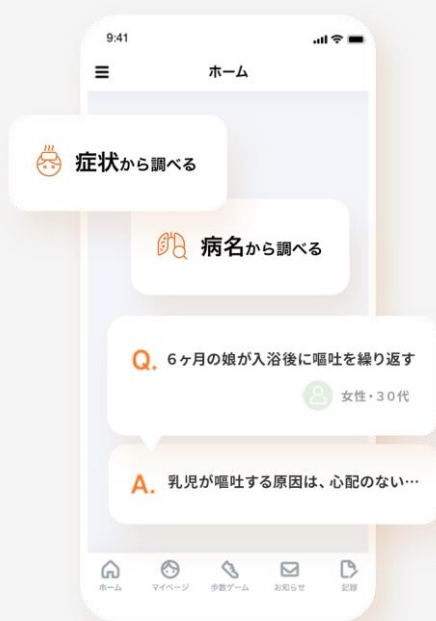 9:41
ホーム
症状から調べる
病名から調べる
Q. 6ヶ月の娘が入浴後に嘔吐を繰り返す
女性・30代
A. 乳児が嘔吐する原因は、心配のない…
ホーム
マイページ
歩数ゲーム
お知らせ
記録